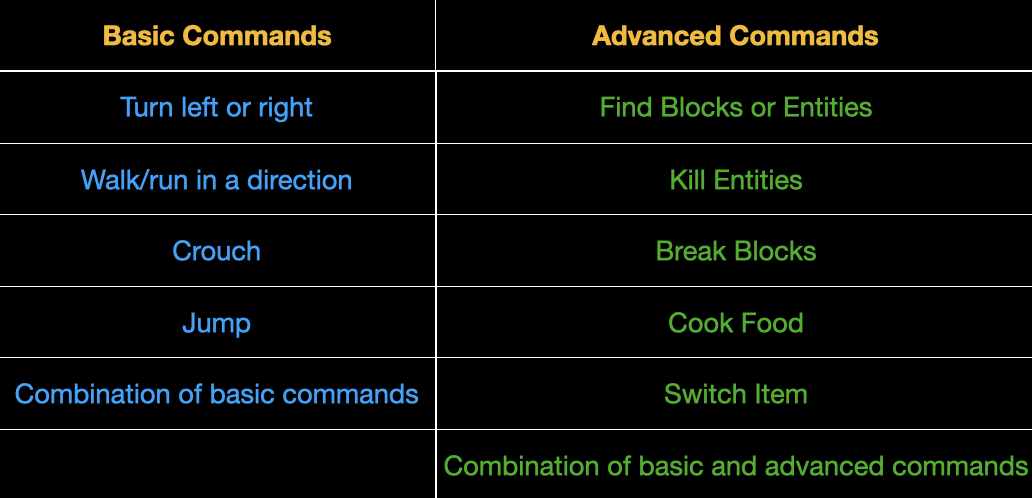 Basic Commands
Advanced Commands
Turn left or right
Find Blocks or Entities
Walk/run in a direction
Kill Entities
Crouch
Break Blocks
Jump
Cook Food
Combination of basic commands
Switch Item
Combination of basic and advanced commands